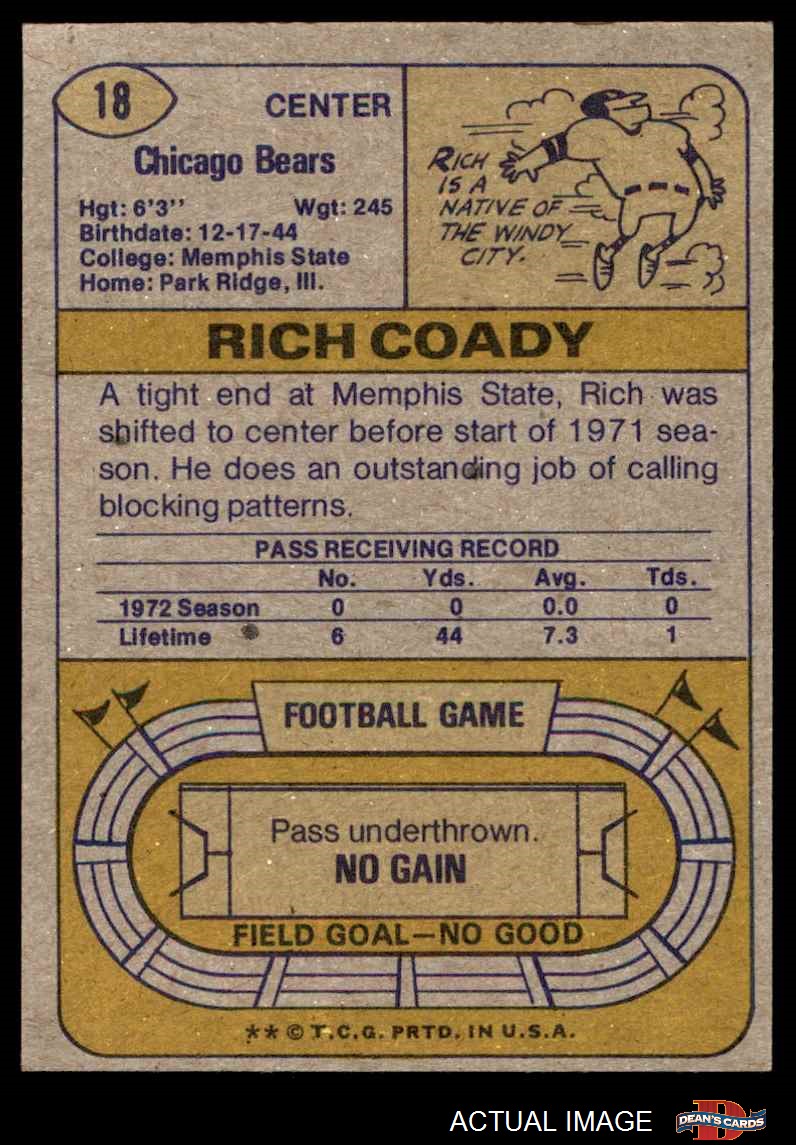 18
CENTER
Chicago Bears
Hgt: 6'3'' Wgt: 245
Birthdate: 12-17-44
College: Memphis State
Home: Park Ridge, Ill.
RICH
IS A
NATIVE OF
THE WINDY
CITY.
RICH COADY
A tight end at Memphis State, Rich was
shifted to center before start of 1971 sea-
son. He does an outstanding job of calling
blocking patterns.
PASS RECEIVING RECORD
No. Yds. Avg. Tds.
1972 Season 0 0 0.0 0
Lifetime 6 44 7.3 1
FOOTBALL GAME
Pass underthrown.
NO GAIN
FIELD GOAL—NO GOOD
** © T.C.G. PRTD. IN U.S.A.
ACTUAL IMAGE
D
DEAN'S CARDS